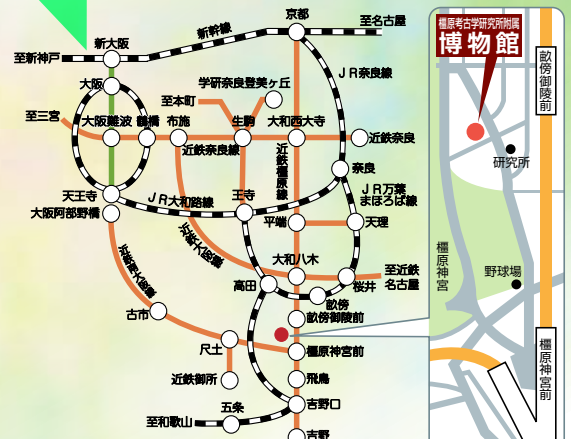 京都
至名古屋
新幹線
新大阪
至新神戸
JR奈良線
大阪
学研奈良登美ヶ丘
至本町
至三宮
大阪難波
鶴橋
布施
生駒
大和西大寺
近鉄奈良
近鉄奈良線
近鉄橿原線
奈良
天王寺
JR大和路線
王寺
JR万葉
まほろば線
大阪阿部野橋
平端
天理
近鉄大阪線
近鉄南大阪線
大和八木
至近鉄
名古屋
高田
桜井
畝傍
古市
畝傍御陵前
尺土
橿原神宮前
近鉄御所
飛鳥
五条
吉野口
至和歌山
吉野
橿原考古学研究所附属
博物館
畝傍御陵前
研究所
橿原神宮
野球場
橿原神宮前